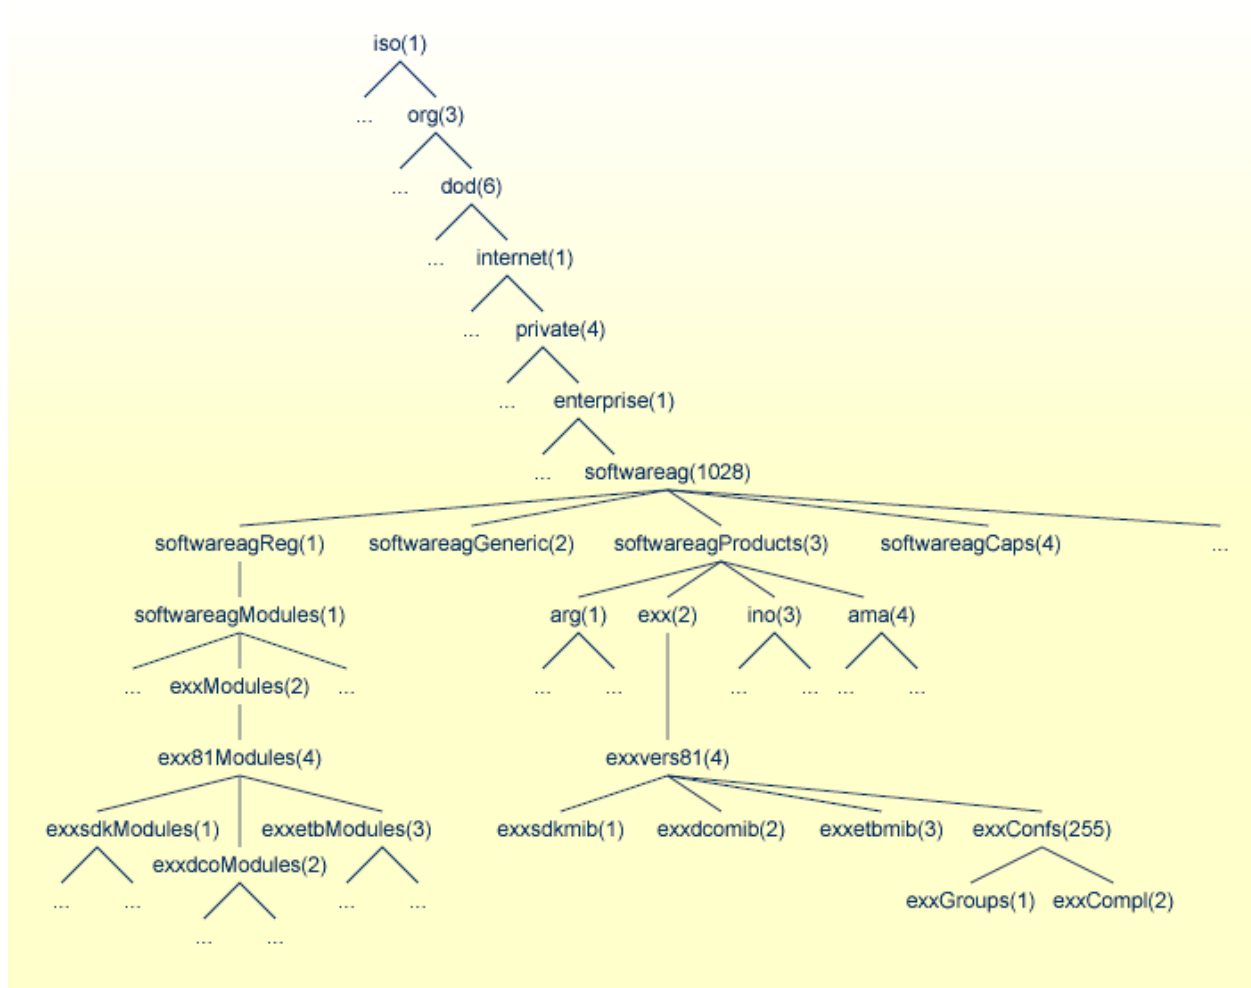 iso(1)
... org(3)
... dod(6)
... internet(1)
... private(4)
... enterprise(1)
... softwareag(1028)
softwareagReg(1) softwareagGeneric(2) softwareagProducts(3) softwareagCaps(4) ...
softwareagModules(1) arg(1) exx(2) ino(3) ama(4)
... exxModules(2) ... ... ... ... ... ... ...
exx81Modules(4) exxvers81(4)
exxsdkModules(1) exxetbModules(3) exxsdkmib(1) exxdcomib(2) exxetbmib(3) exxConfs(255)
exxdcoModules(2)
... ... ... ... exxGroups(1) exxCompl(2)
... ...